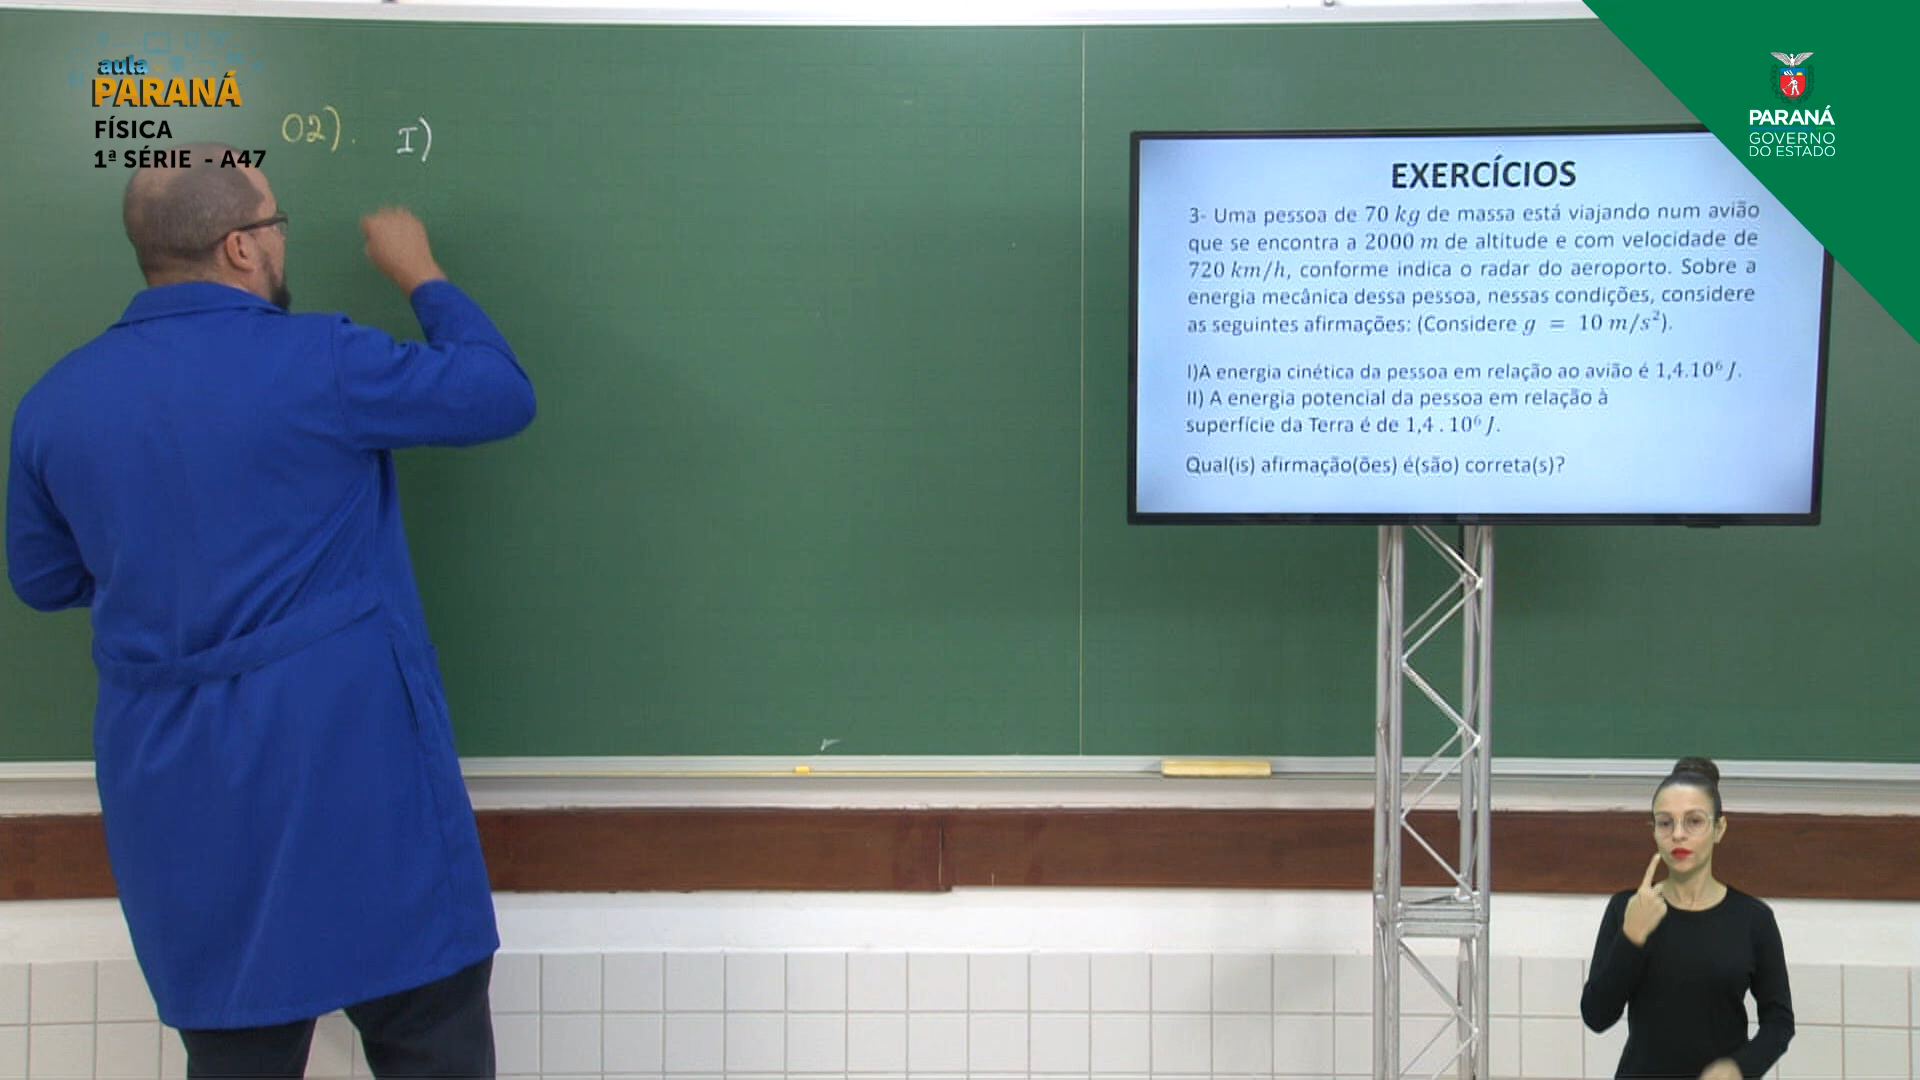 aula
PARANÁ
FÍSICA
1ª SÉRIE - A47
02). I)
EXERCÍCIOS
3- Uma pessoa de 70 kg de massa está viajando num avião
que se encontra a 2000 m de altitude e com velocidade de
720 km/h, conforme indica o radar do aeroporto. Sobre a
energia mecânica dessa pessoa, nessas condições, considere
as seguintes afirmações: (Considere g = 10 m/s²).
I)A energia cinética da pessoa em relação ao avião é 1,4.10⁶ J.
II) A energia potencial da pessoa em relação à
superfície da Terra é de 1,4 . 10⁶ J.
Qual(is) afirmação(ões) é(são) correta(s)?
PARANÁ
GOVERNO
DO ESTADO